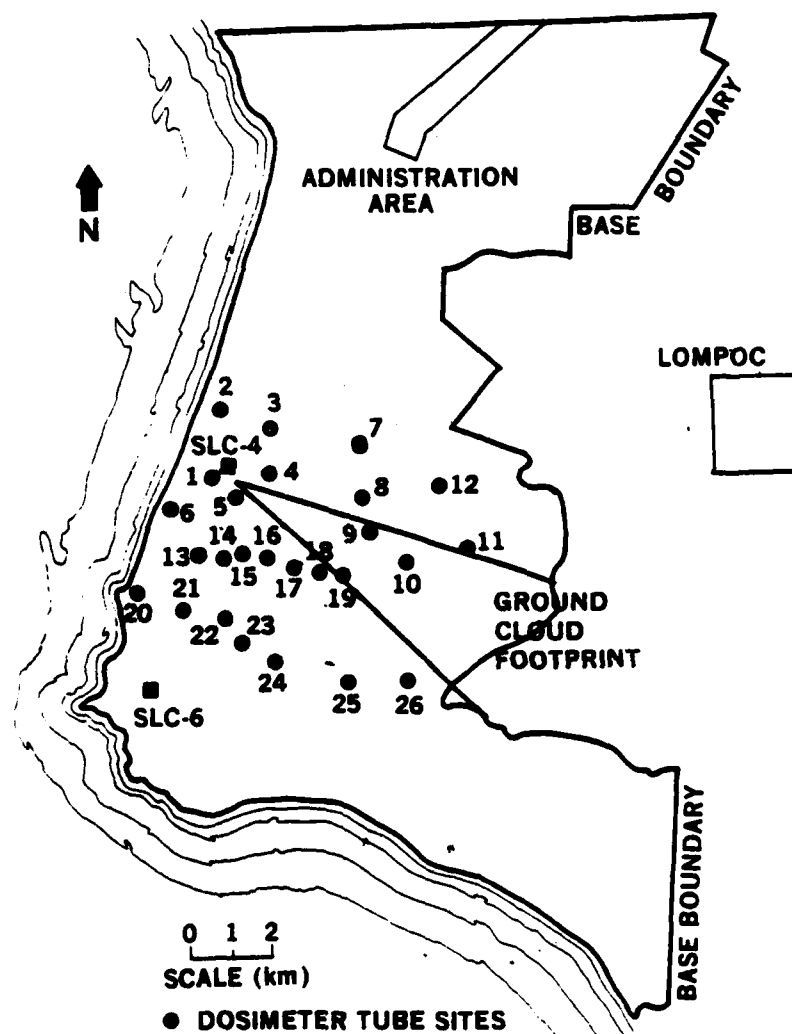 BASE BOUNDARY
ADMINISTRATION
AREA
N
LOMPOC
2
3
7
SLC-4
1
4
8
12
6
5
9
11
14
16
18
13
15
17
19
10
20
21
22
23
GROUND
CLOUD
FOOTPRINT
24
25
26
SLC-6
BASE BOUNDARY
0 1 2
SCALE (km)
DOSIMETER TUBE SITES